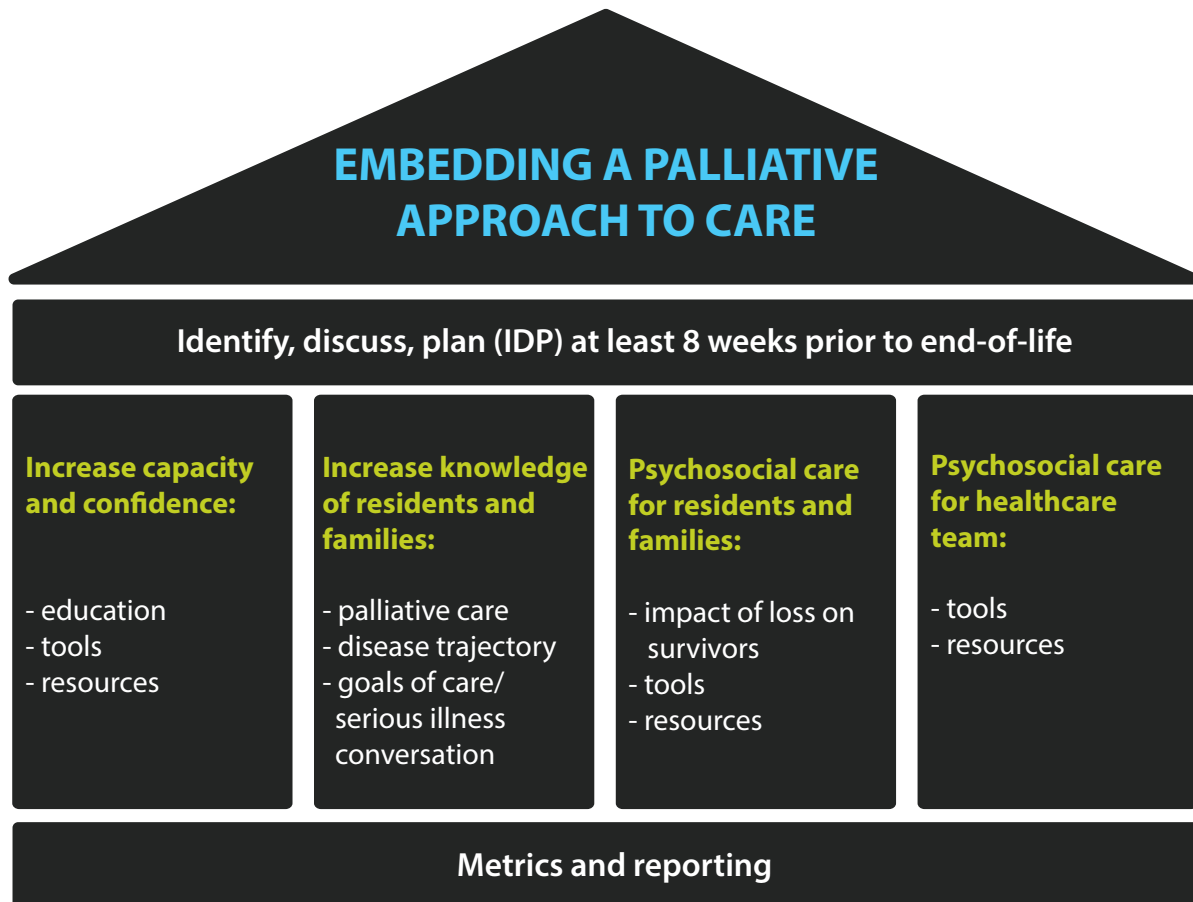 EMBEDDING A PALLIATIVE
APPROACH TO CARE
Identify, discuss, plan (IDP) at least 8 weeks prior to end-of-life
Increase capacity
and confidence:
- education
- tools
- resources
Increase knowledge
of residents and
families:
- palliative care
- disease trajectory
- goals of care/
serious illness
conversation
Psychosocial care
for residents and
families:
- impact of loss on
survivors
- tools
- resources
Psychosocial care
for healthcare
team:
- tools
- resources
Metrics and reporting